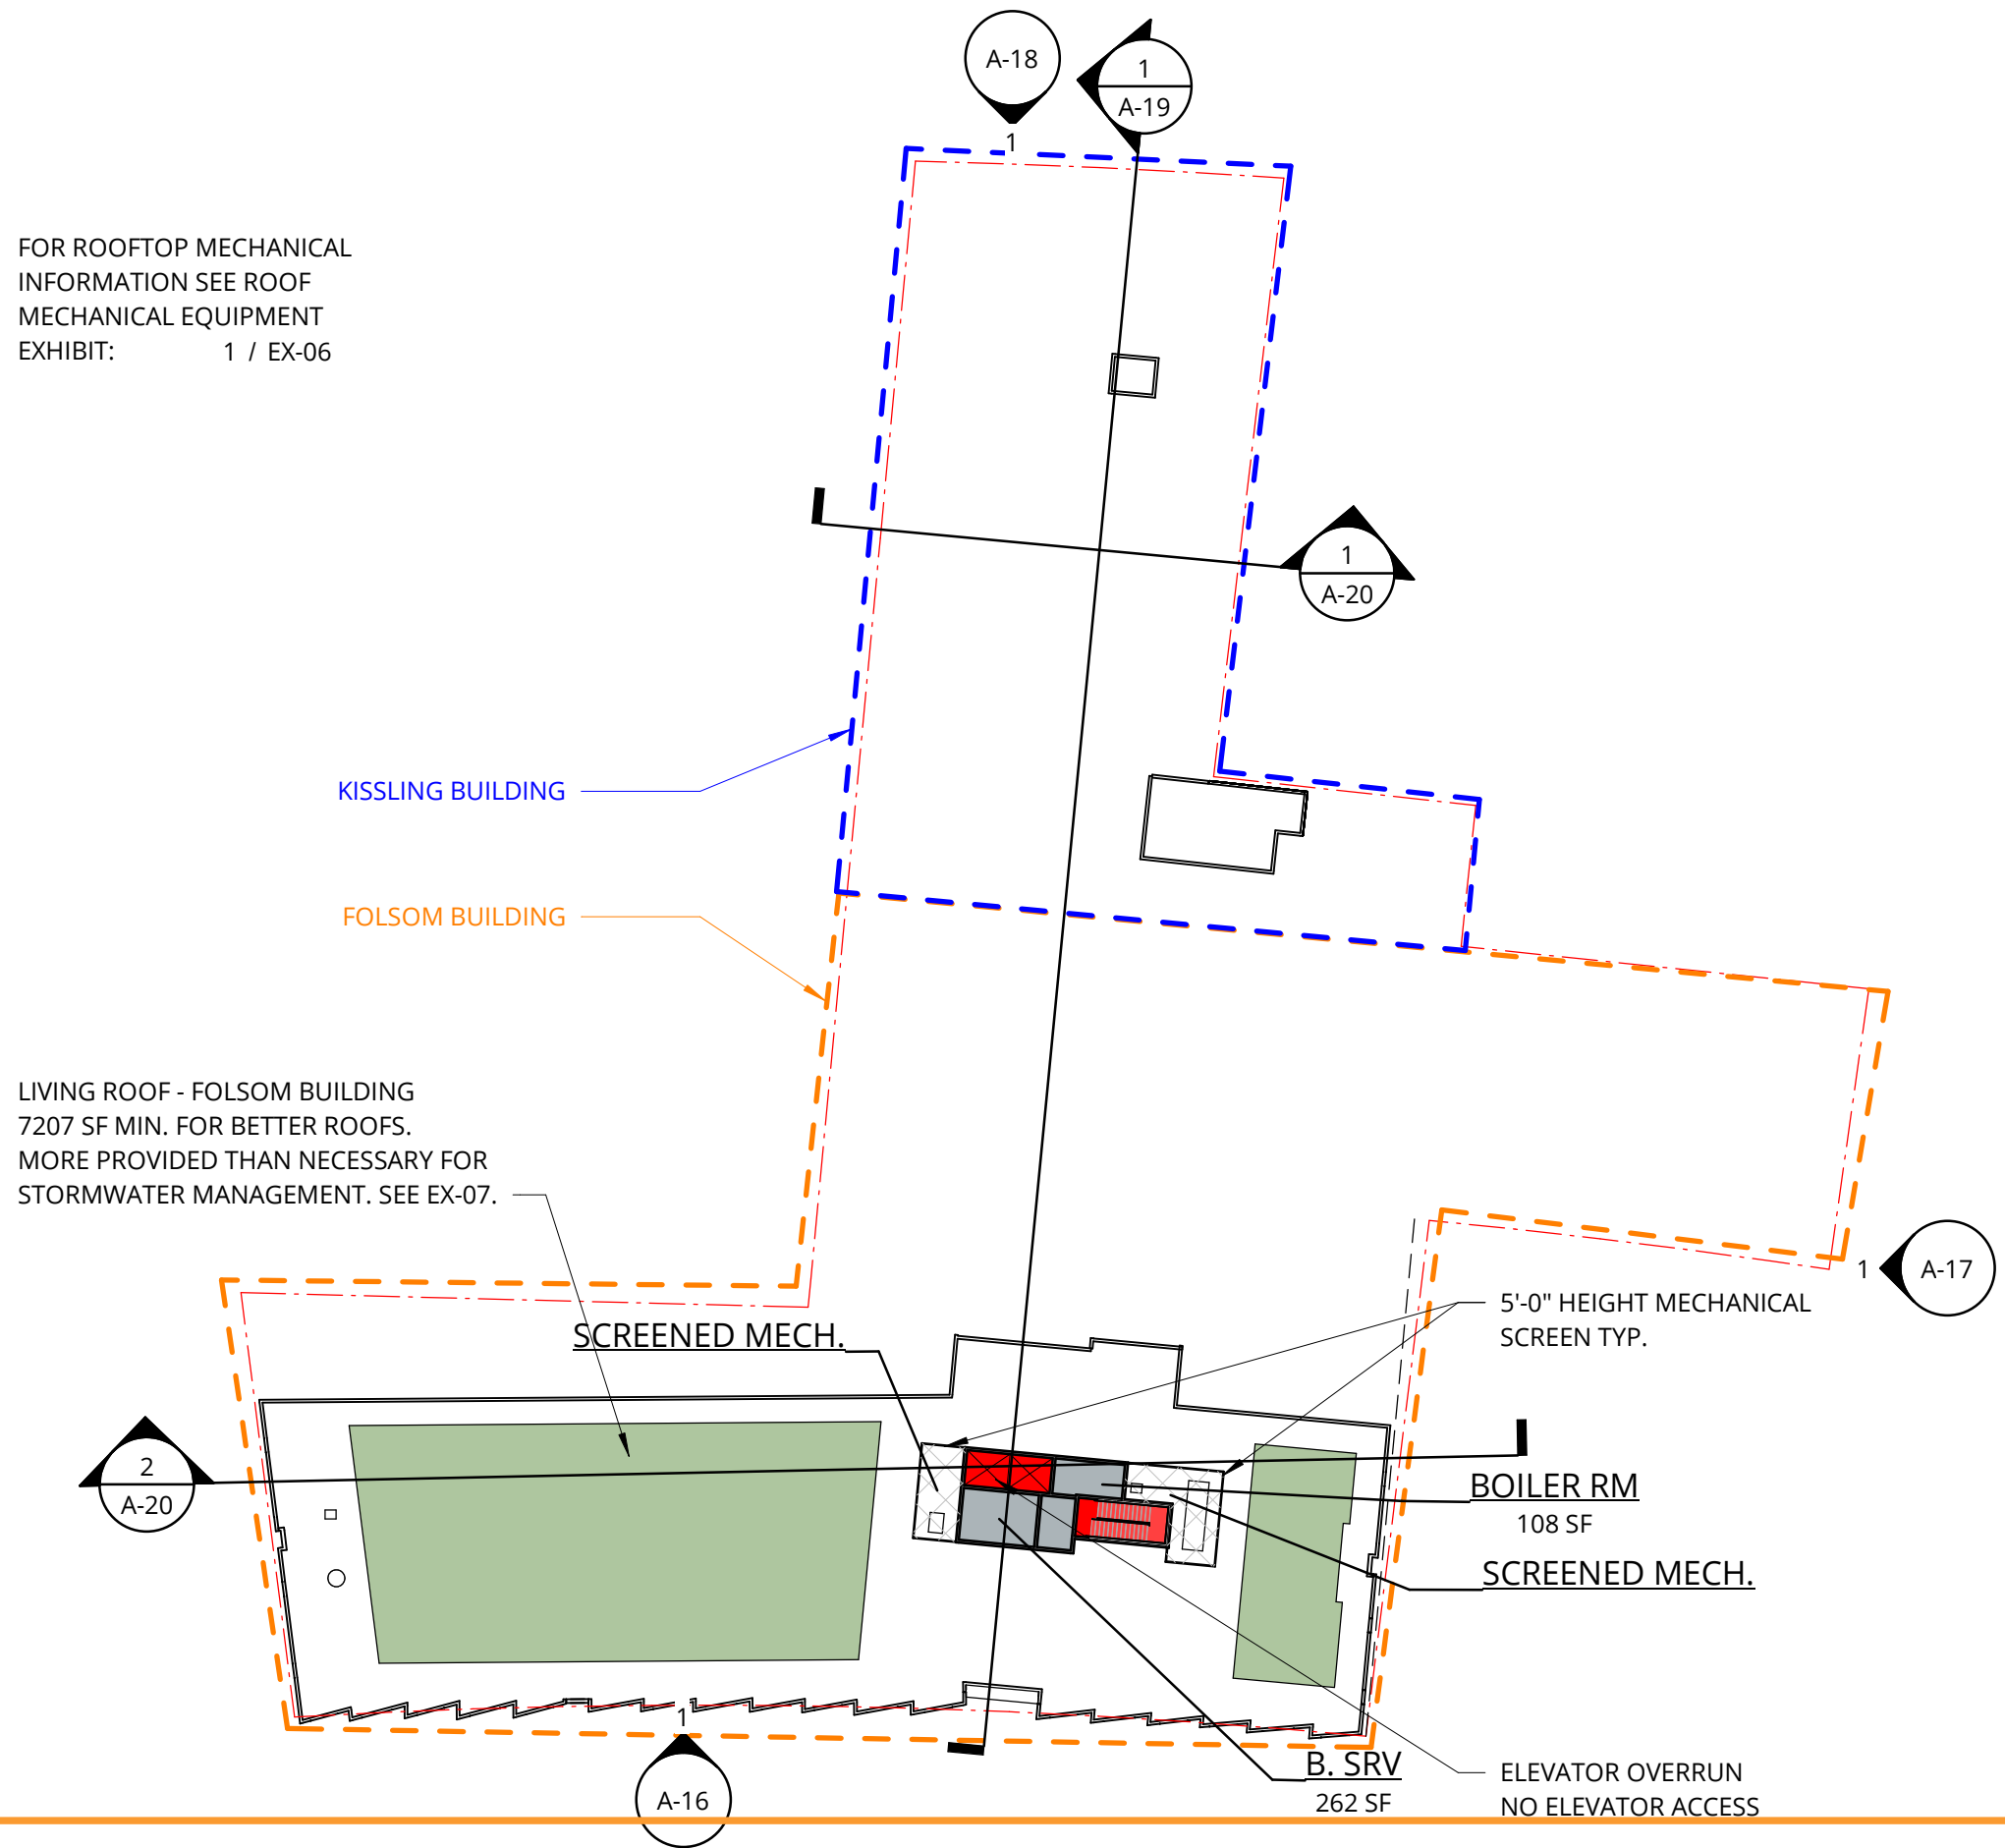 A-18
1
1
A-19
FOR ROOFTOP MECHANICAL
INFORMATION SEE ROOF
MECHANICAL EQUIPMENT
EXHIBIT: 1 / EX-06
1
A-20
KISSLING BUILDING
FOLSOM BUILDING
LIVING ROOF - FOLSOM BUILDING
7207 SF MIN. FOR BETTER ROOFS.
MORE PROVIDED THAN NECESSARY FOR
STORMWATER MANAGEMENT. SEE EX-07.
1
A-17
5'-0" HEIGHT MECHANICAL
SCREEN TYP.
SCREENED MECH.
2
A-20
BOILER RM
108 SF
SCREENED MECH.
1
A-16
B. SRV
262 SF
ELEVATOR OVERRUN
NO ELEVATOR ACCESS